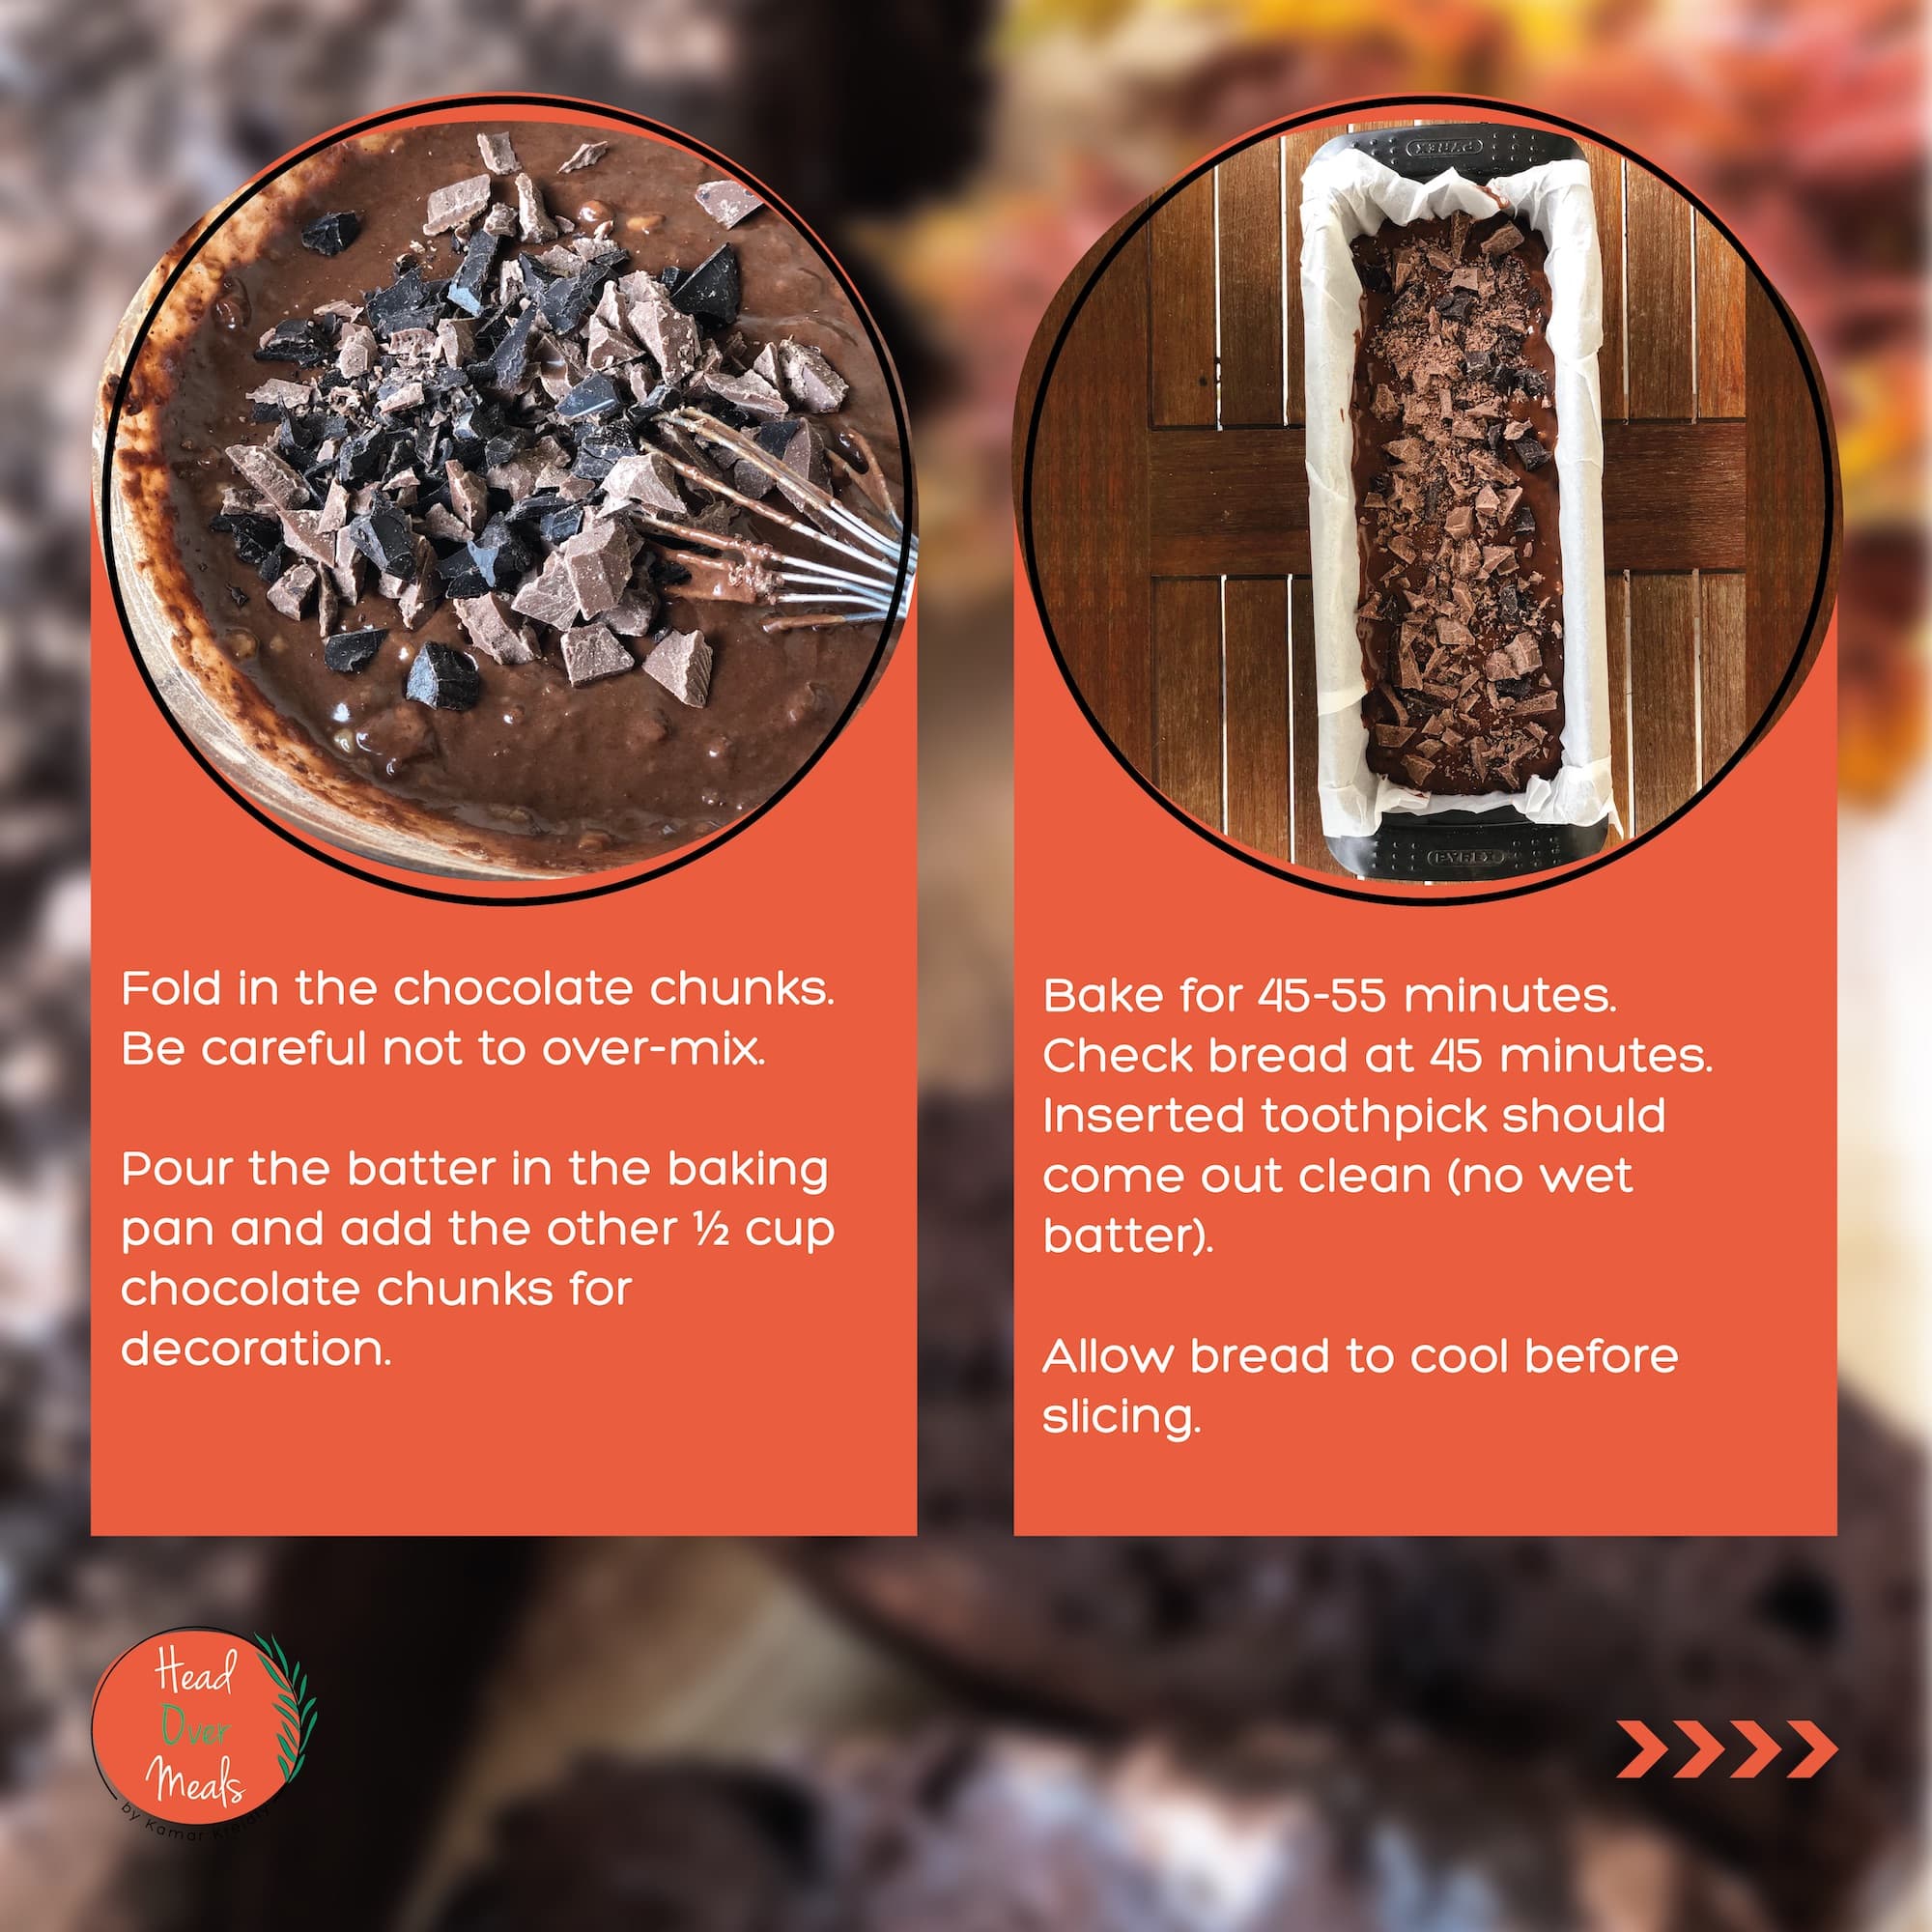 PYREX
PYREX
Fold in the chocolate chunks.
Be careful not to over-mix.
Pour the batter in the baking
pan and add the other ½ cup
chocolate chunks for
decoration.
Bake for 45-55 minutes.
Check bread at 45 minutes.
Inserted toothpick should
come out clean (no wet
batter).
Allow bread to cool before
slicing.
Head
Over
Meals
by Kamar